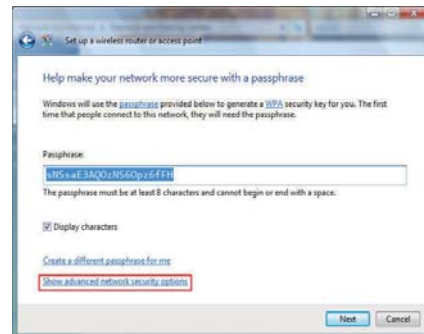 Set up a wireless router or access point
Help make your network more secure with a passphrase
Windows will use the passphrase provided below to generate a WPA security key for you. The first
time that people connect to this network, they will need the passphrase.
Passphrase:
The passphrase must be at least 8 characters and cannot begin or end with a space.
Display characters
Create a different passphrase for me
Show advanced network security options
Next Cancel